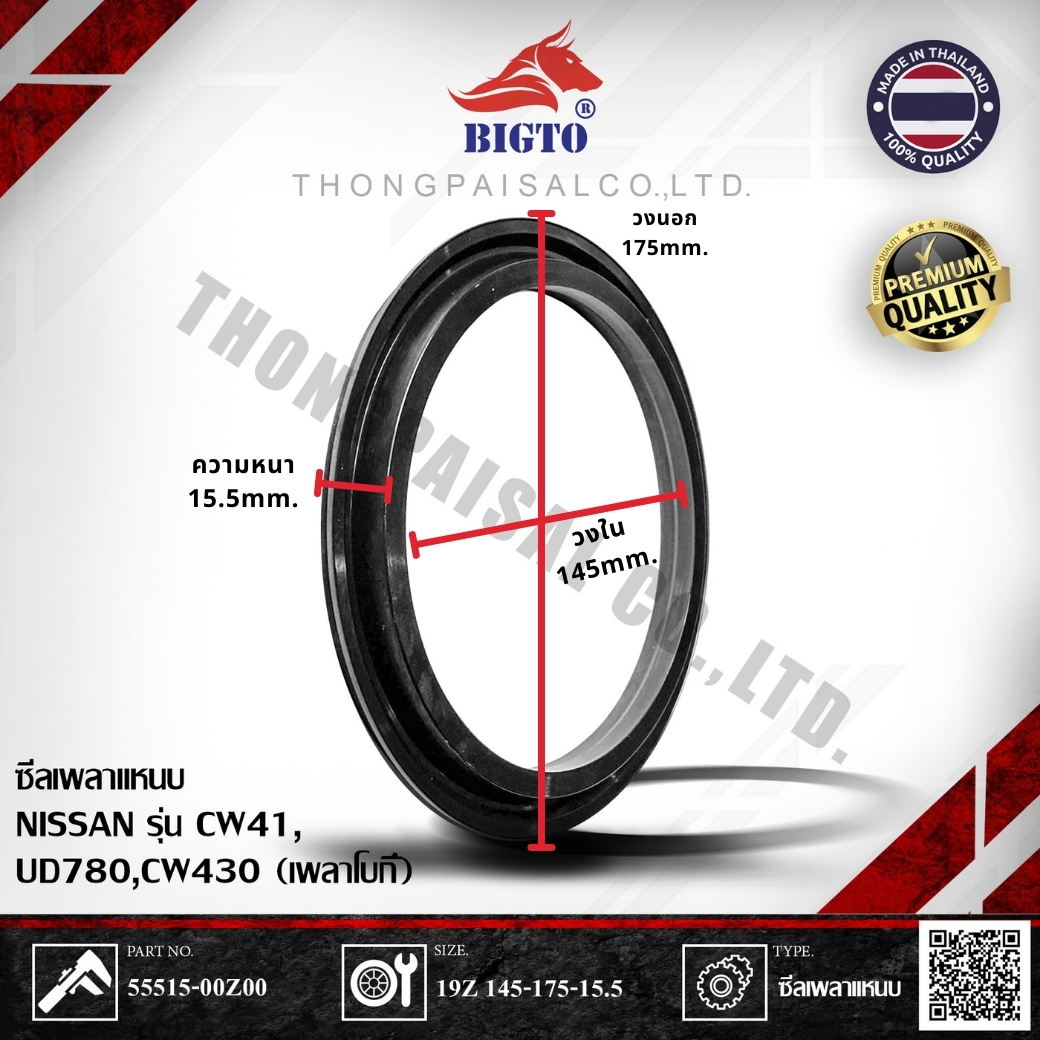 BIGTO®
THONGPAISALCO.,LTD.
MADE IN THAILAND
100% QUALITY
PREMIUM QUALITY
PREMIUM QUALITY
PREMIUM
QUALITY
วงนอก
175mm.
THONGPAISAL CO.,LTD.
ความหนา
15.5mm.
วงใน
145mm.
ซีลเพลาแหนบ
NISSAN รุ่น CW41,
UD780,CW430 (เพลาโบกี้)
PART NO.
55515-00Z00
SIZE.
19Z 145-175-15.5
TYPE.
ซีลเพลาแหนบ